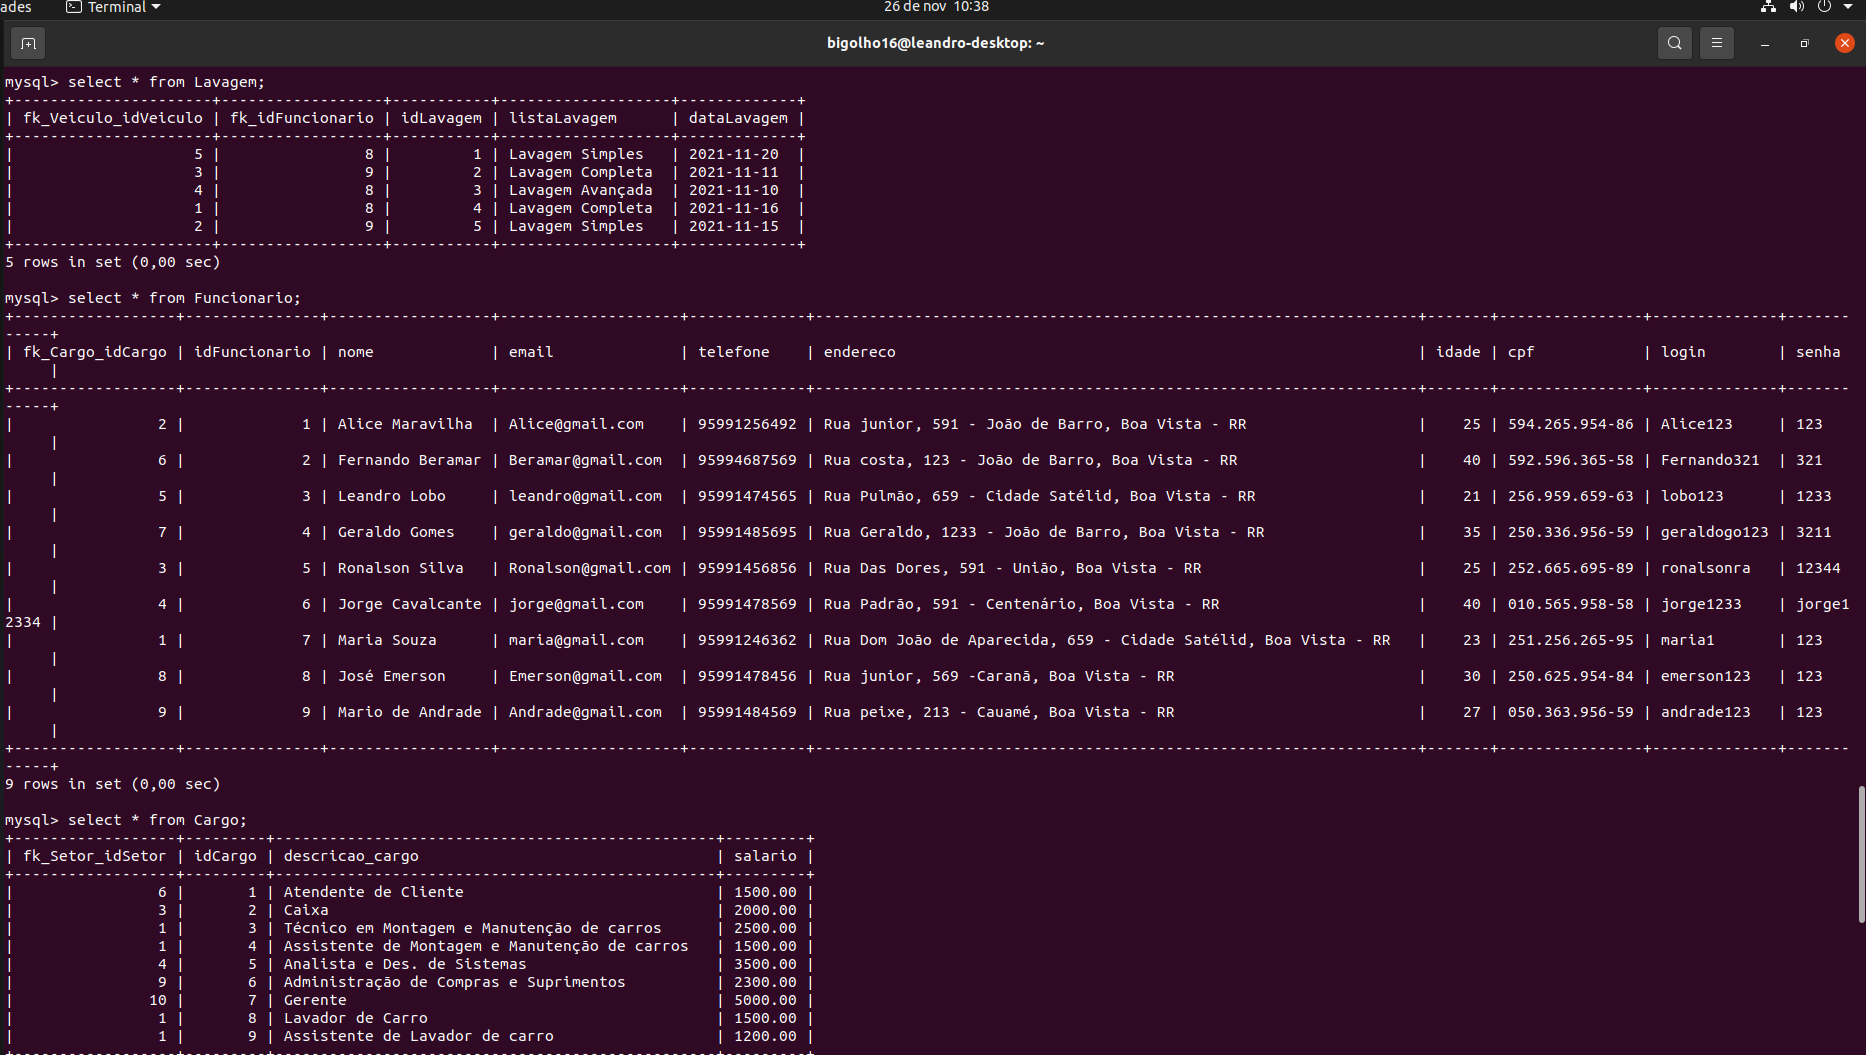 ades Terminal 26 de nov 10:38
bigolho16@leandro-desktop: ~
mysql> select * from Lavagem;
+----------------------+------------------+-----------+-------------------+-------------+
| fk_Veiculo_idVeiculo | fk_idFuncionario | idLavagem | listaLavagem      | dataLavagem |
+----------------------+------------------+-----------+-------------------+-------------+
|                    5 |                8 |         1 | Lavagem Simples   | 2021-11-20  |
|                    3 |                9 |         2 | Lavagem Completa  | 2021-11-11  |
|                    4 |                8 |         3 | Lavagem Avançada  | 2021-11-10  |
|                    1 |                8 |         4 | Lavagem Completa  | 2021-11-16  |
|                    2 |                9 |         5 | Lavagem Simples   | 2021-11-15  |
+----------------------+------------------+-----------+-------------------+-------------+
5 rows in set (0,00 sec)
mysql> select * from Funcionario;
+------------------+---------------+------------------+--------------------+-------------+-------------------------------------------------------------------+-------+----------------+--------------+-------
-----+
| fk_Cargo_idCargo | idFuncionario | nome             | email              | telefone    | endereco                                                          | idade | cpf            | login        | senha
     |
+------------------+---------------+------------------+--------------------+-------------+-------------------------------------------------------------------+-------+----------------+--------------+-------
-----+
|                2 |             1 | Alice Maravilha  | Alice@gmail.com    | 95991256492 | Rua junior, 591 - João de Barro, Boa Vista - RR                   |    25 | 594.265.954-86 | Alice123     | 123
     |
|                6 |             2 | Fernando Beramar | Beramar@gmail.com  | 95994687569 | Rua costa, 123 - João de Barro, Boa Vista - RR                    |    40 | 592.596.365-58 | Fernando321  | 321
     |
|                5 |             3 | Leandro Lobo     | leandro@gmail.com  | 95991474565 | Rua Pulmão, 659 - Cidade Satélid, Boa Vista - RR                  |    21 | 256.959.659-63 | lobo123      | 1233
     |
|                7 |             4 | Geraldo Gomes    | geraldo@gmail.com  | 95991485695 | Rua Geraldo, 1233 - João de Barro, Boa Vista - RR                 |    35 | 250.336.956-59 | geraldogo123 | 3211
     |
|                3 |             5 | Ronalson Silva   | Ronalson@gmail.com | 95991456856 | Rua Das Dores, 591 - União, Boa Vista - RR                        |    25 | 252.665.695-89 | ronalsonra   | 12344
     |
|                4 |             6 | Jorge Cavalcante | jorge@gmail.com    | 95991478569 | Rua Padrão, 591 - Centenário, Boa Vista - RR                      |    40 | 010.565.958-58 | jorge1233    | jorge1
2334 |
|                1 |             7 | Maria Souza      | maria@gmail.com    | 95991246362 | Rua Dom João de Aparecida, 659 - Cidade Satélid, Boa Vista - RR   |    23 | 251.256.265-95 | maria1       | 123
     |
|                8 |             8 | José Emerson     | Emerson@gmail.com  | 95991478456 | Rua junior, 569 -Caranã, Boa Vista - RR                           |    30 | 250.625.954-84 | emerson123   | 123
     |
|                9 |             9 | Mario de Andrade | Andrade@gmail.com  | 95991484569 | Rua peixe, 213 - Cauamé, Boa Vista - RR                           |    27 | 050.363.956-59 | andrade123   | 123
     |
+------------------+---------------+------------------+--------------------+-------------+-------------------------------------------------------------------+-------+----------------+--------------+-------
-----+
9 rows in set (0,00 sec)
mysql> select * from Cargo;
+------------------+---------+-------------------------------------------------+---------+
| fk_Setor_idSetor | idCargo | descricao_cargo                                 | salario |
+------------------+---------+-------------------------------------------------+---------+
|                6 |       1 | Atendente de Cliente                            | 1500.00 |
|                3 |       2 | Caixa                                           | 2000.00 |
|                1 |       3 | Técnico em Montagem e Manutenção de carros      | 2500.00 |
|                1 |       4 | Assistente de Montagem e Manutenção de carros   | 1500.00 |
|                4 |       5 | Analista e Des. de Sistemas                     | 3500.00 |
|                9 |       6 | Administração de Compras e Suprimentos          | 2300.00 |
|               10 |       7 | Gerente                                         | 5000.00 |
|                1 |       8 | Lavador de Carro                                | 1500.00 |
|                1 |       9 | Assistente de Lavador de carro                  | 1200.00 |
+------------------+---------+-------------------------------------------------+---------+